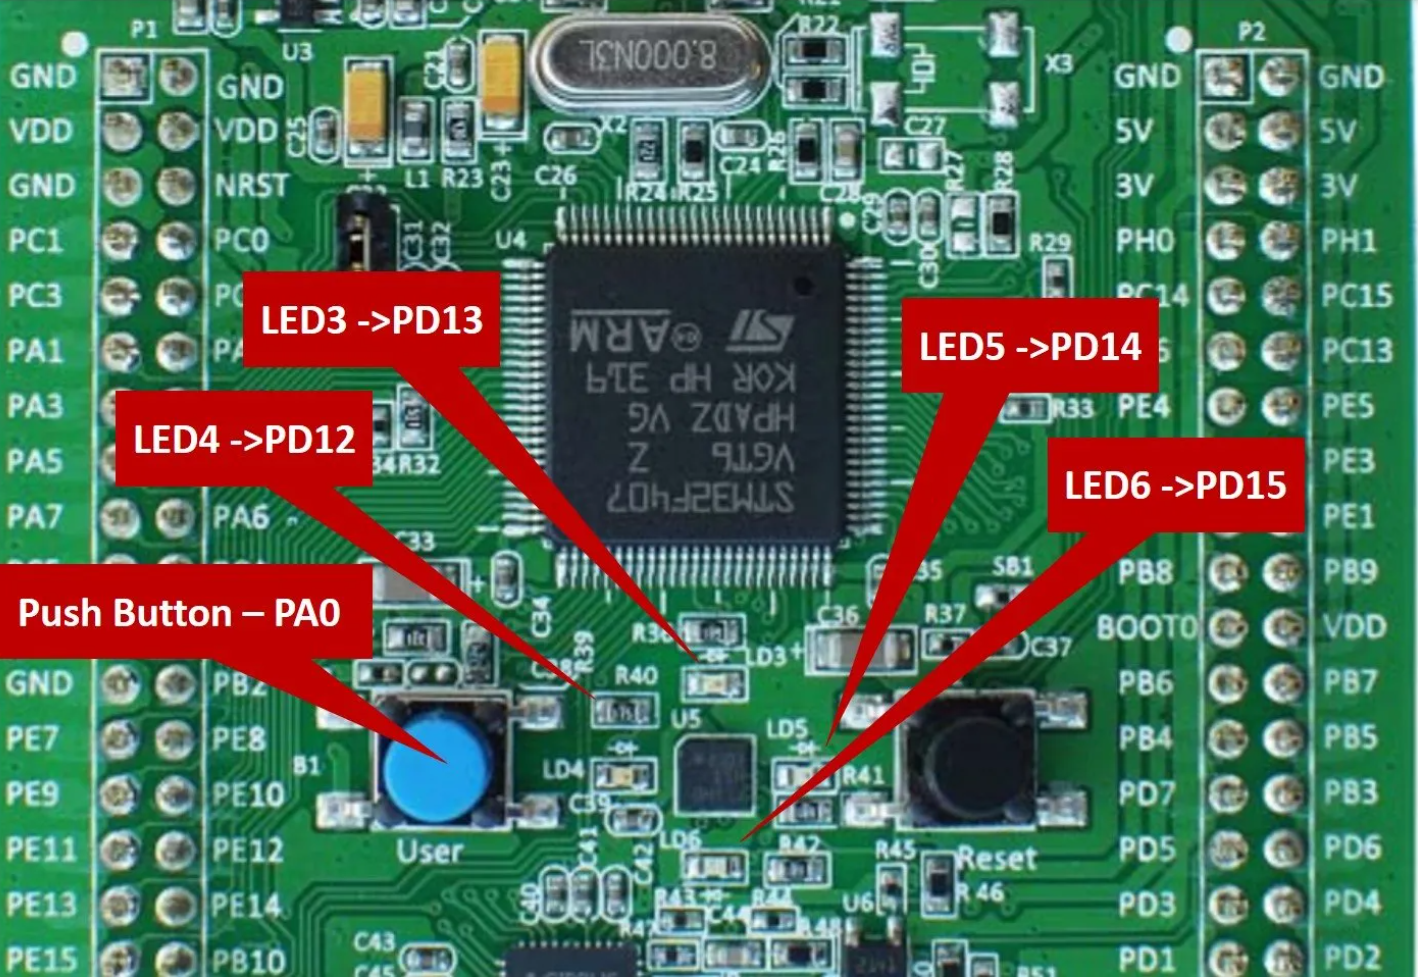 P1
U3
C21
R22
8.000N3L
X3
P2
GND
GND
GND
GND
VDD
VDD
C25
X2
C27
5V
5V
GND
NRST
L1
R23
C23
C26
R24
R25
C24
R26
C28
R27
R28
3V
3V
PC1
PC0
C31
C32
U4
C29
C30
R29
PH0
PH1
PC3
LED3 ->PD13
LED5 ->PD14
PC14
PC15
PA1
ARM
PC13
KOR HP 319
PA3
LED4 ->PD12
R32
HPADZ VG
R33
PE4
PE5
PA5
VGT6 Z
LED6 ->PD15
PE3
STM32F407
PA7
PA6
PE1
C33
SB1
PB8
PB9
Push Button – PA0
C34
C36
R37
C37
BOOT0
VDD
R39
LD3
GND
PB2
R40
PB6
PB7
PE7
PE8
U5
LD5
PB4
PB5
B1
LD4
R41
PE9
PE10
C39
PD7
PB3
PE11
PE12
User
C41
C42
LD6
R42
R45
Reset
PD5
PD6
PE13
PE14
C40
R43
R44
U6
R46
PD3
PD4
C43
R47
C44
R48
PE15
PB10
C45
R51
PD1
PD2